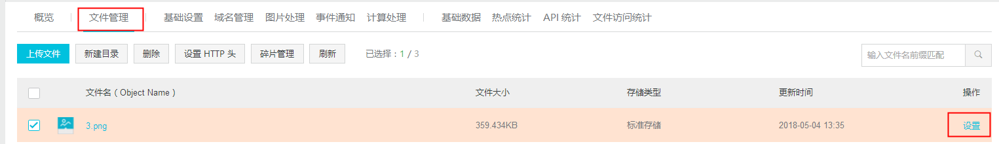 概览 文件管理 基础设置 域名管理 图片处理 事件通知 计算处理 基础数据 热点统计 API 统计 文件访问统计
上传文件 新建目录 删除 设置 HTTP 头 碎片管理 刷新 已选择：1 / 3 输入文件名前缀匹配
文件名（Object Name） 文件大小 存储类型 更新时间 操作
3.png 359.434KB 标准存储 2018-05-04 13:35 设置